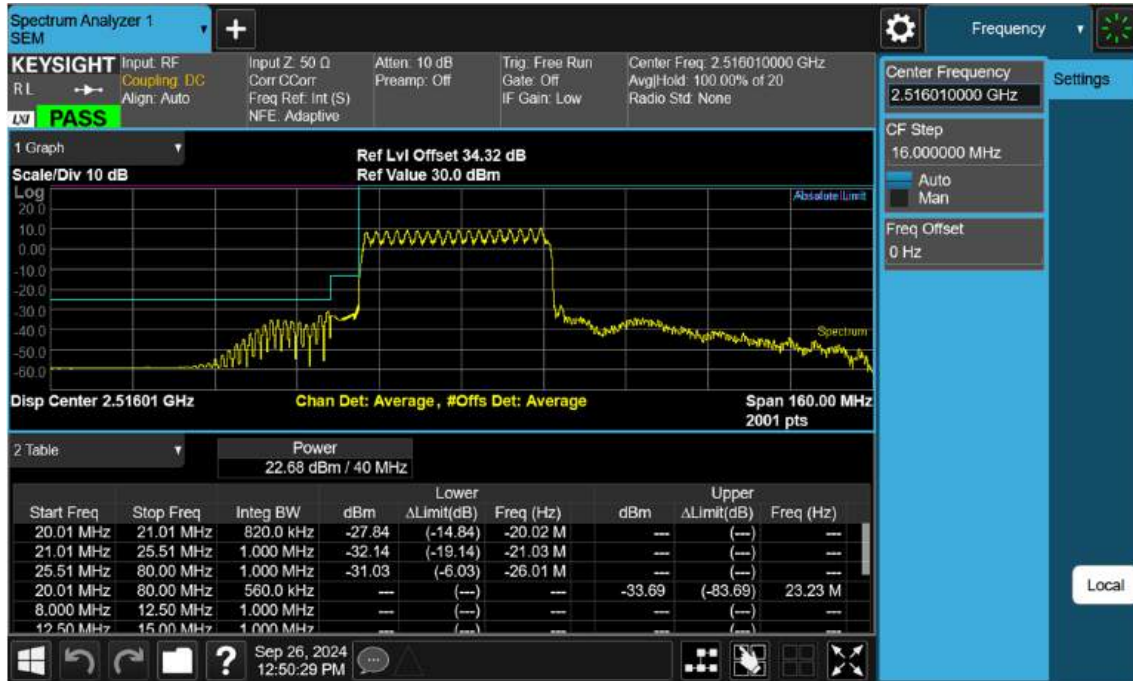 Spectrum Analyzer 1
SEM
+
Frequency
KEYSIGHT
R L
LXI
PASS
Input: RF
Coupling: DC
Align: Auto
Input Z: 50 Ω
Corr CCorr
Freq Ref: Int (S)
NFE: Adaptive
Atten: 10 dB
Preamp: Off
Trig: Free Run
Gate: Off
IF Gain: Low
Center Freq: 2.516010000 GHz
Avg|Hold: 100.00% of 20
Radio Std: None
Center Frequency
2.516010000 GHz
Settings
CF Step
16.000000 MHz
Auto
Man
Freq Offset
0 Hz
1 Graph
Ref Lvl Offset 34.32 dB
Scale/Div 10 dB
Ref Value 30.0 dBm
Log
Absolute Limit
20.0
10.0
0.00
-10.0
-20.0
-30.0
-40.0
Spectrum
-50.0
-60.0
Disp Center 2.51601 GHz
Chan Det: Average, #Offs Det: Average
Span 160.00 MHz
2001 pts
2 Table
Power
22.68 dBm / 40 MHz
Lower Upper
Start Freq Stop Freq Integ BW dBm ΔLimit(dB) Freq (Hz) dBm ΔLimit(dB) Freq (Hz)
20.01 MHz 21.01 MHz 820.0 kHz -27.84 (-14.84) -20.02 M --- (---) ---
21.01 MHz 25.51 MHz 1.000 MHz -32.14 (-19.14) -21.03 M --- (---) ---
25.51 MHz 80.00 MHz 1.000 MHz -31.03 (-6.03) -26.01 M --- (---) ---
20.01 MHz 80.00 MHz 560.0 kHz --- (---) --- -33.69 (-83.69) 23.23 M
8.000 MHz 12.50 MHz 1.000 MHz --- (---) --- --- (---) ---
12.50 MHz 15.00 MHz 1.000 MHz --- (---) --- --- (---) ---
Local
?
Sep 26, 2024
12:50:29 PM